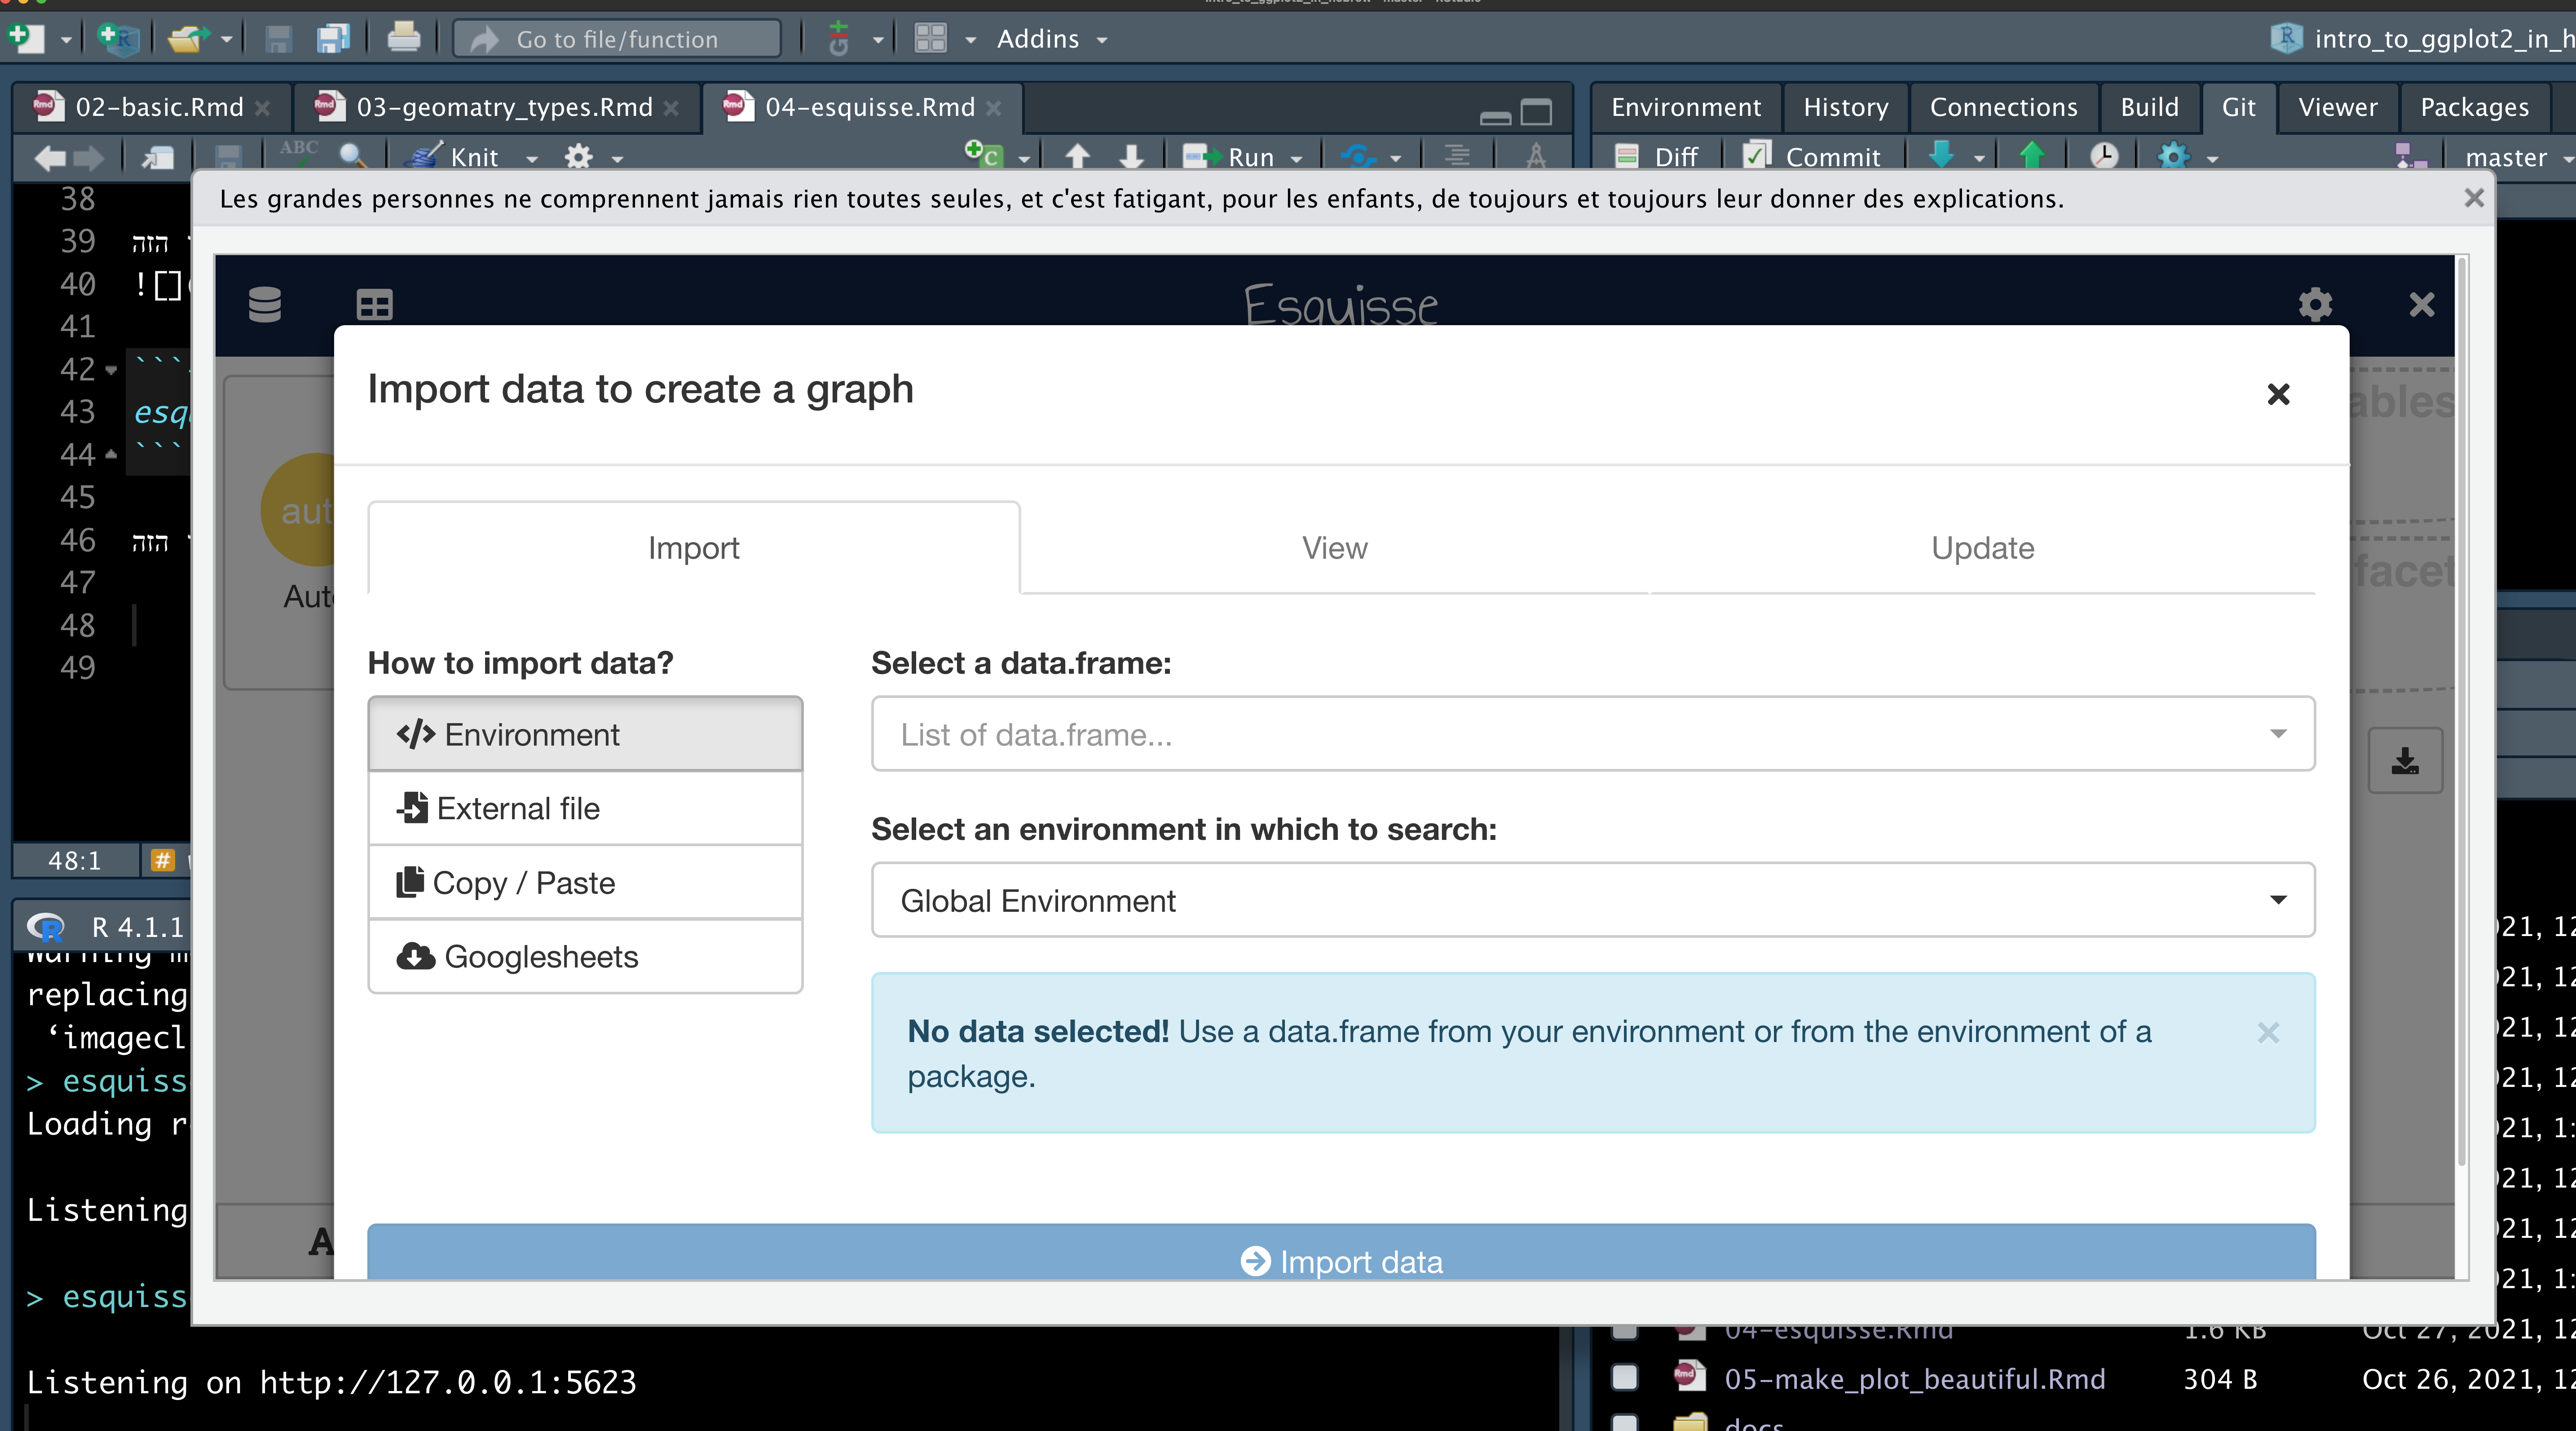 Go to file/function
Addins
02-basic.Rmd
03-geomatry_types.Rmd
04-esquisse.Rmd
Environment
History
Connections
Build
Git
Viewer
Packages
ABC
Knit
Run
Diff
Commit
master
Les grandes personnes ne comprennent jamais rien toutes seules, et c'est fatigant, pour les enfants, de toujours et toujours leur donner des explications.
38
39 הזה
40 ![]
41
42 ```
43
44 ```
45
46 הזה
47
48
49
48:1
Esquisse
Import data to create a graph
Import
View
Update
How to import data?
Environment
External file
Copy / Paste
Googlesheets
Select a data.frame:
List of data.frame...
Select an environment in which to search:
Global Environment
No data selected! Use a data.frame from your environment or from the environment of a
package.
Import data
R 4.1.1
replacing
> esquiss
Loading r
Listening
> esquiss
Listening on http://127.0.0.1:5623
04-esquisse.Rmd 1.6 KB Oct 27, 2021, 12
05-make_plot_beautiful.Rmd 304 B Oct 26, 2021, 12
docs